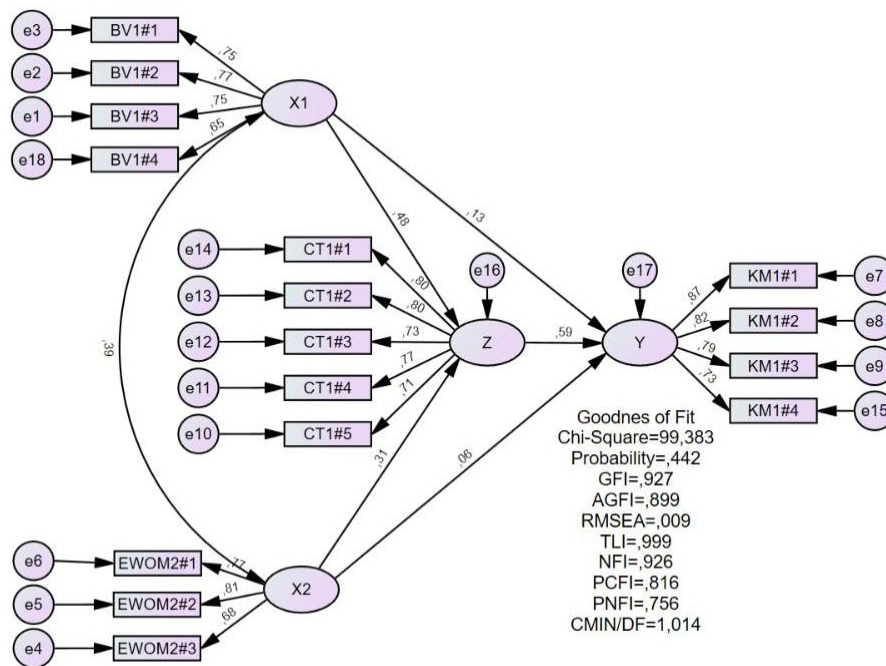 e3
BV1#1
,75
e2
BV1#2
,77
e1
BV1#3
,75
e18
BV1#4
,65
X1
,48
,13
,39
e14
CT1#1
,80
e13
CT1#2
,80
e12
CT1#3
,73
e11
CT1#4
,77
e10
CT1#5
,71
e16
Z
,59
e17
Y
,87
KM1#1
e7
,82
KM1#2
e8
,79
KM1#3
e9
,73
KM1#4
e15
,31
,06
e6
EWOM2#1
,77
e5
EWOM2#2
,81
e4
EWOM2#3
,68
X2
Goodnes of Fit
Chi-Square=99,383
Probability=,442
GFI=,927
AGFI=,899
RMSEA=,009
TLI=,999
NFI=,926
PCFI=,816
PNFI=,756
CMIN/DF=1,014